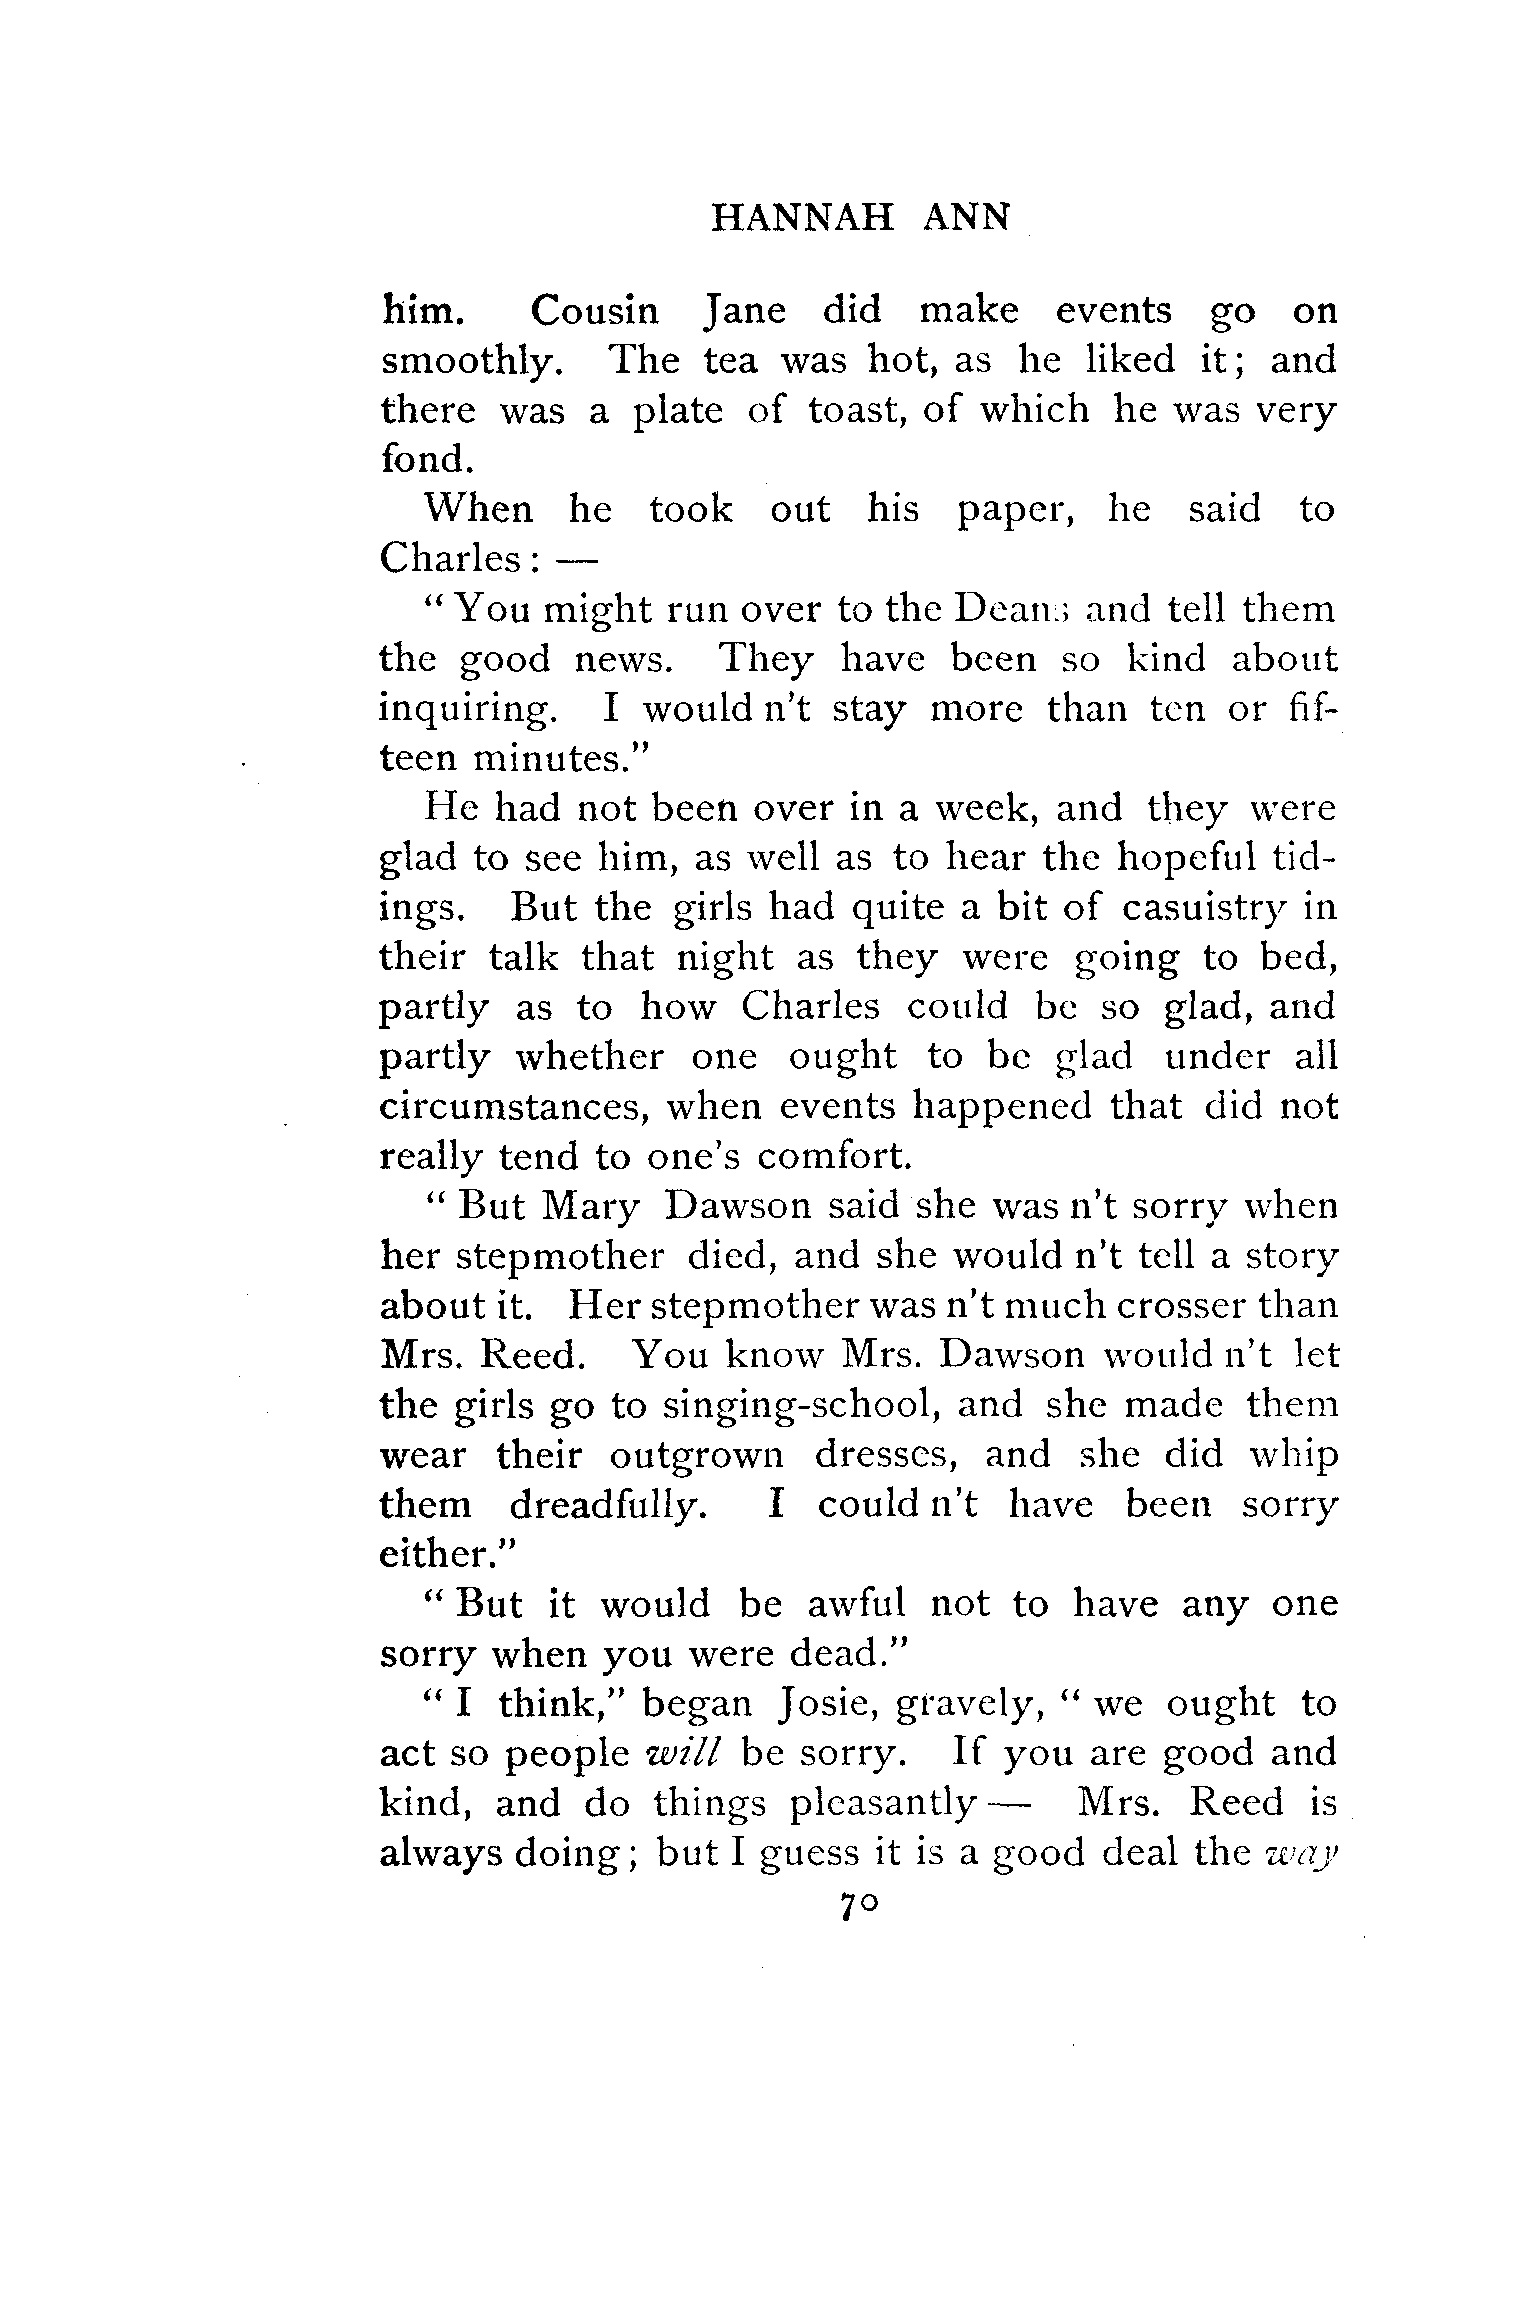 HANNAH ANN
him. Cousin Jane did make events go on
smoothly. The tea was hot, as he liked it; and
there was a plate of toast, of which he was very
fond.
When he took out his paper, he said to
Charles: —
“You might run over to the Deans and tell them
the good news. They have been so kind about
inquiring. I would n't stay more than ten or fif-
teen minutes.”
He had not been over in a week, and they were
glad to see him, as well as to hear the hopeful tid-
ings. But the girls had quite a bit of casuistry in
their talk that night as they were going to bed,
partly as to how Charles could be so glad, and
partly whether one ought to be glad under all
circumstances, when events happened that did not
really tend to one's comfort.
“But Mary Dawson said she was n't sorry when
her stepmother died, and she would n't tell a story
about it. Her stepmother was n't much crosser than
Mrs. Reed. You know Mrs. Dawson would n't let
the girls go to singing-school, and she made them
wear their outgrown dresses, and she did whip
them dreadfully. I could n't have been sorry
either.”
“But it would be awful not to have any one
sorry when you were dead.”
“I think,” began Josie, gravely, “we ought to
act so people will be sorry. If you are good and
kind, and do things pleasantly — Mrs. Reed is
always doing; but I guess it is a good deal the way
70